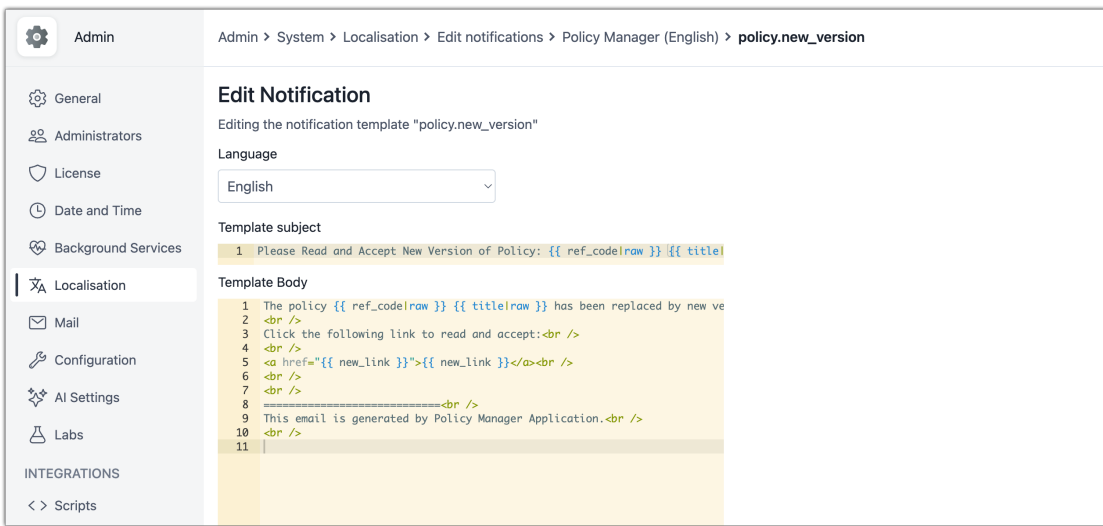 Admin
Admin > System > Localisation > Edit notifications > Policy Manager (English) > policy.new_version
General
Administrators
License
Date and Time
Background Services
Localisation
Mail
Configuration
AI Settings
Labs
INTEGRATIONS
Scripts
Edit Notification
Editing the notification template "policy.new_version"
Language
English
Template subject
1 Please Read and Accept New Version of Policy: {{ ref_code|raw }} {{ title|
Template Body
1 The policy {{ ref_code|raw }} {{ title|raw }} has been replaced by new ve
2 <br />
3 Click the following link to read and accept:<br />
4 <br />
5 <a href="{{ new_link }}">{{ new_link }}</a><br />
6 <br />
7 <br />
8 ============================<br />
9 This email is generated by Policy Manager Application.<br />
10 <br />
11